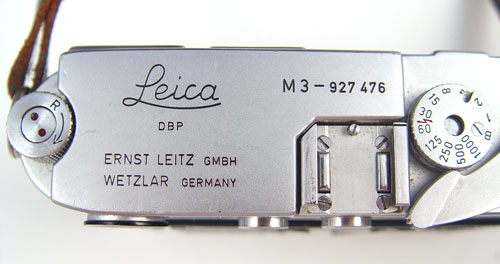 Leica
DBP
ERNST LEITZ GMBH
WETZLAR GERMANY
M3-927 476
R
B
1
2
4
8
15
30
60
125
250
500
1000